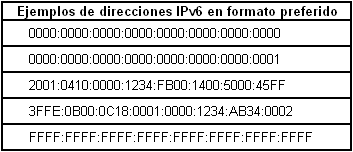 Ejemplos de direcciones IPv6 en formato preferido
0000:0000:0000:0000:0000:0000:0000:0000
0000:0000:0000:0000:0000:0000:0000:0001
2001:0410:0000:1234:FB00:1400:5000:45FF
3FFE:0B00:0C18:0001:0000:1234:AB34:0002
FFFF:FFFF:FFFF:FFFF:FFFF:FFFF:FFFF:FFFF